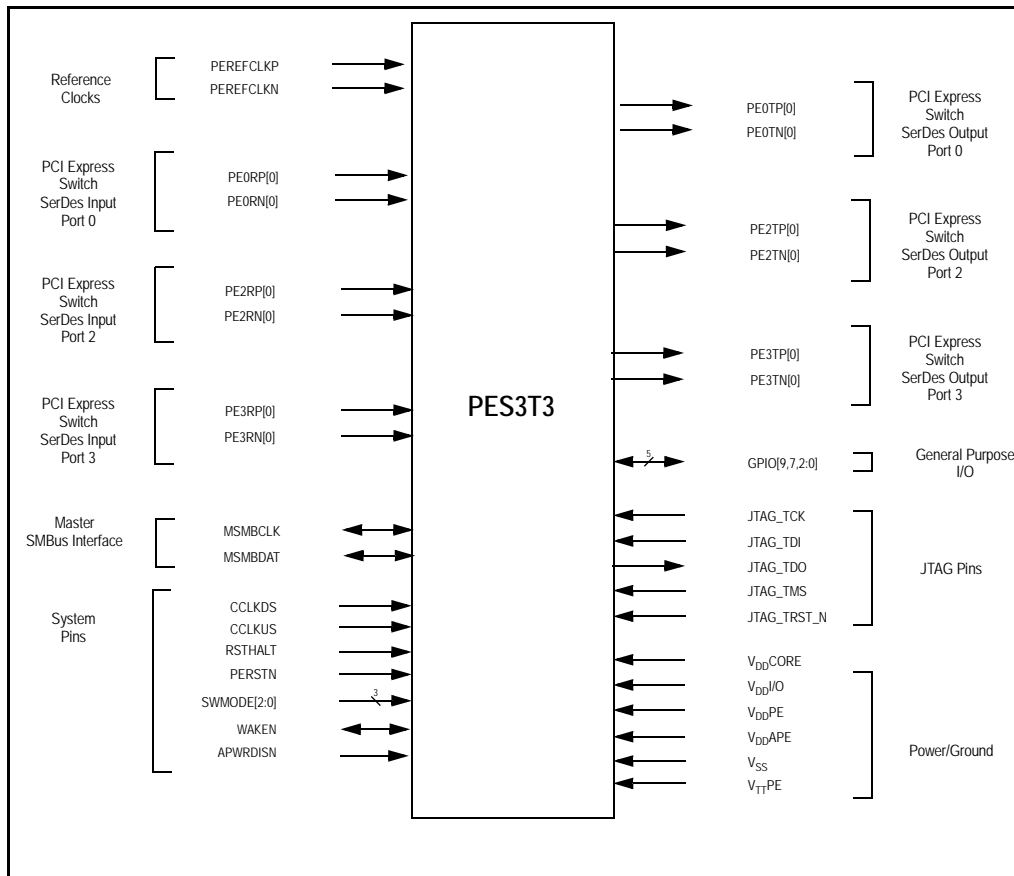 Reference
Clocks
PEREFCLKP
PEREFCLKN
PCI Express
Switch
SerDes Input
Port 0
PE0RP[0]
PE0RN[0]
PCI Express
Switch
SerDes Input
Port 2
PE2RP[0]
PE2RN[0]
PCI Express
Switch
SerDes Input
Port 3
PE3RP[0]
PE3RN[0]
Master
SMBus Interface
MSMBCLK
MSMBDAT
System
Pins
CCLKDS
CCLKUS
RSTHALT
PERSTN
SWMODE[2:0]
3
WAKEN
APWRDISN
PES3T3
PE0TP[0]
PE0TN[0]
PCI Express
Switch
SerDes Output
Port 0
PE2TP[0]
PE2TN[0]
PCI Express
Switch
SerDes Output
Port 2
PE3TP[0]
PE3TN[0]
PCI Express
Switch
SerDes Output
Port 3
5
GPIO[9,7,2:0]
General Purpose
I/O
JTAG_TCK
JTAG_TDI
JTAG_TDO
JTAG_TMS
JTAG_TRST_N
JTAG Pins
VDDCORE
VDDI/O
VDDPE
VDDAPE
VSS
VTTPE
Power/Ground